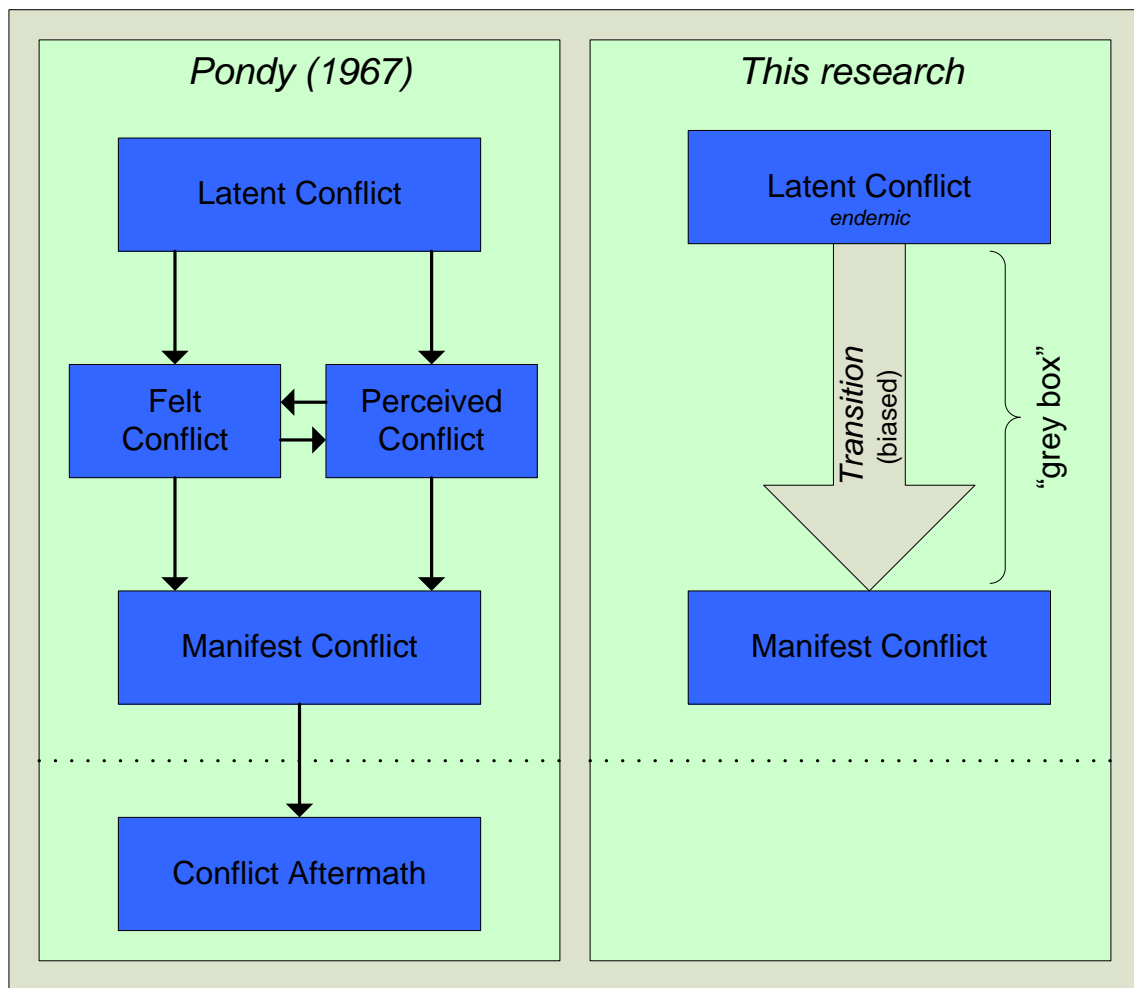 Pondy (1967)
Latent Conflict
Felt
Conflict
Perceived
Conflict
Manifest Conflict
Conflict Aftermath
This research
Latent Conflict
endemic
Transition
(biased)
“grey box”
Manifest Conflict